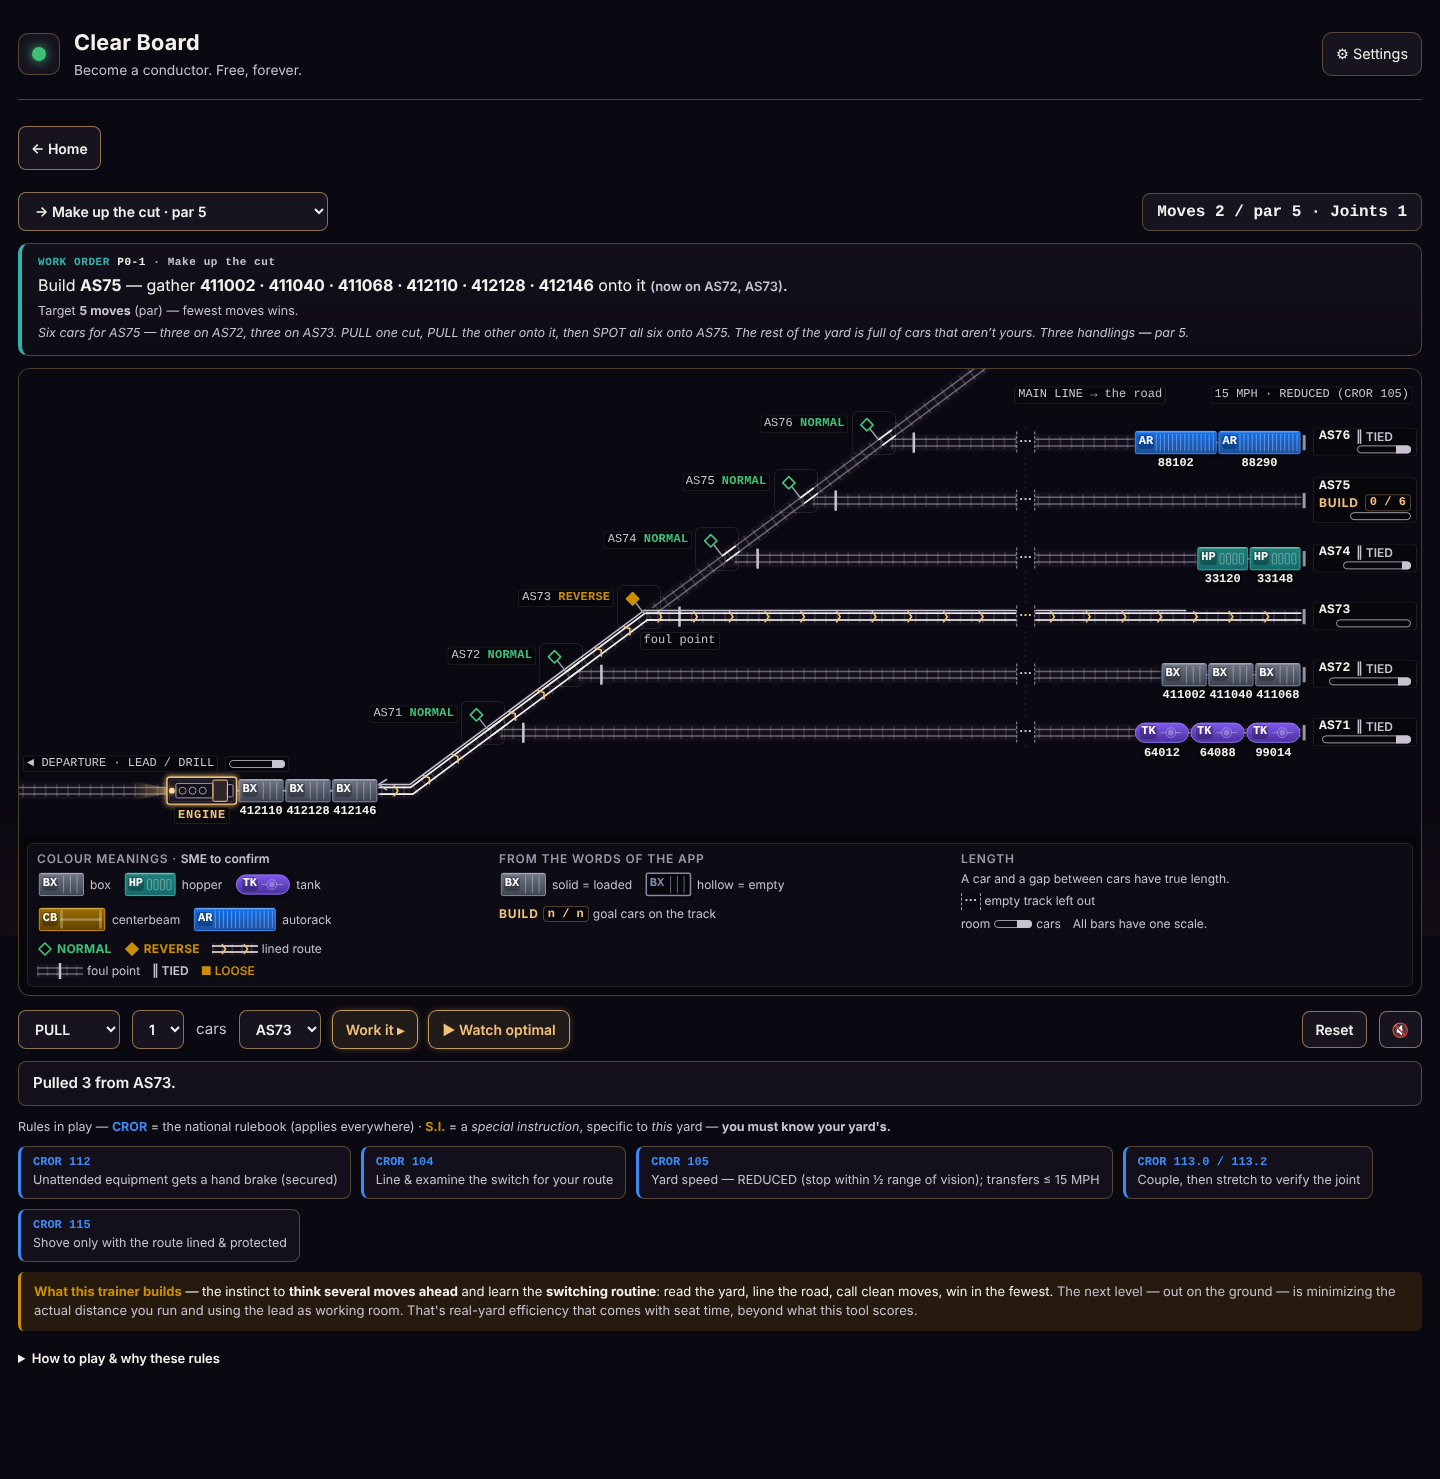 Clear Board
Become a conductor. Free, forever.
⚙ Settings
← Home
→ Make up the cut · par 5
Moves 2 / par 5 · Joints 1
WORK ORDER P0-1 · Make up the cut
Build AS75 — gather 411002 · 411040 · 411068 · 412110 · 412128 · 412146 onto it (now on AS72, AS73).
Target 5 moves (par) — fewest moves wins.
Six cars for AS75 — three on AS72, three on AS73. PULL one cut, PULL the other onto it, then SPOT all six onto AS75. The rest of the yard is full of cars that aren't yours. Three handlings — par 5.
MAIN LINE → the road
15 MPH · REDUCED (CROR 105)
AS76 NORMAL
AR AR
88102 88290
AS76 ‖ TIED
AS75 NORMAL
AS75
BUILD 0 / 6
AS74 NORMAL
HP HP
33120 33148
AS74 ‖ TIED
AS73 REVERSE
AS73
foul point
AS72 NORMAL
BX BX BX
411002 411040 411068
AS72 ‖ TIED
AS71 NORMAL
TK TK TK
64012 64088 99014
AS71 ‖ TIED
◄ DEPARTURE · LEAD / DRILL
BX BX BX
ENGINE 412110 412128 412146
COLOUR MEANINGS · SME to confirm
BX box HP hopper TK tank
CB centerbeam AR autorack
NORMAL REVERSE lined route
foul point ‖ TIED ■ LOOSE
FROM THE WORDS OF THE APP
BX solid = loaded BX hollow = empty
BUILD n / n goal cars on the track
LENGTH
A car and a gap between cars have true length.
··· empty track left out
room cars All bars have one scale.
PULL 1 cars AS73 Work it ▸ ▶ Watch optimal
Reset
Pulled 3 from AS73.
Rules in play — CROR = the national rulebook (applies everywhere) · S.I. = a special instruction, specific to this yard — you must know your yard's.
CROR 112
Unattended equipment gets a hand brake (secured)
CROR 104
Line & examine the switch for your route
CROR 105
Yard speed — REDUCED (stop within ½ range of vision); transfers ≤ 15 MPH
CROR 113.0 / 113.2
Couple, then stretch to verify the joint
CROR 115
Shove only with the route lined & protected
What this trainer builds — the instinct to think several moves ahead and learn the switching routine: read the yard, line the road, call clean moves, win in the fewest. The next level — out on the ground — is minimizing the
actual distance you run and using the lead as working room. That's real-yard efficiency that comes with seat time, beyond what this tool scores.
▶ How to play & why these rules